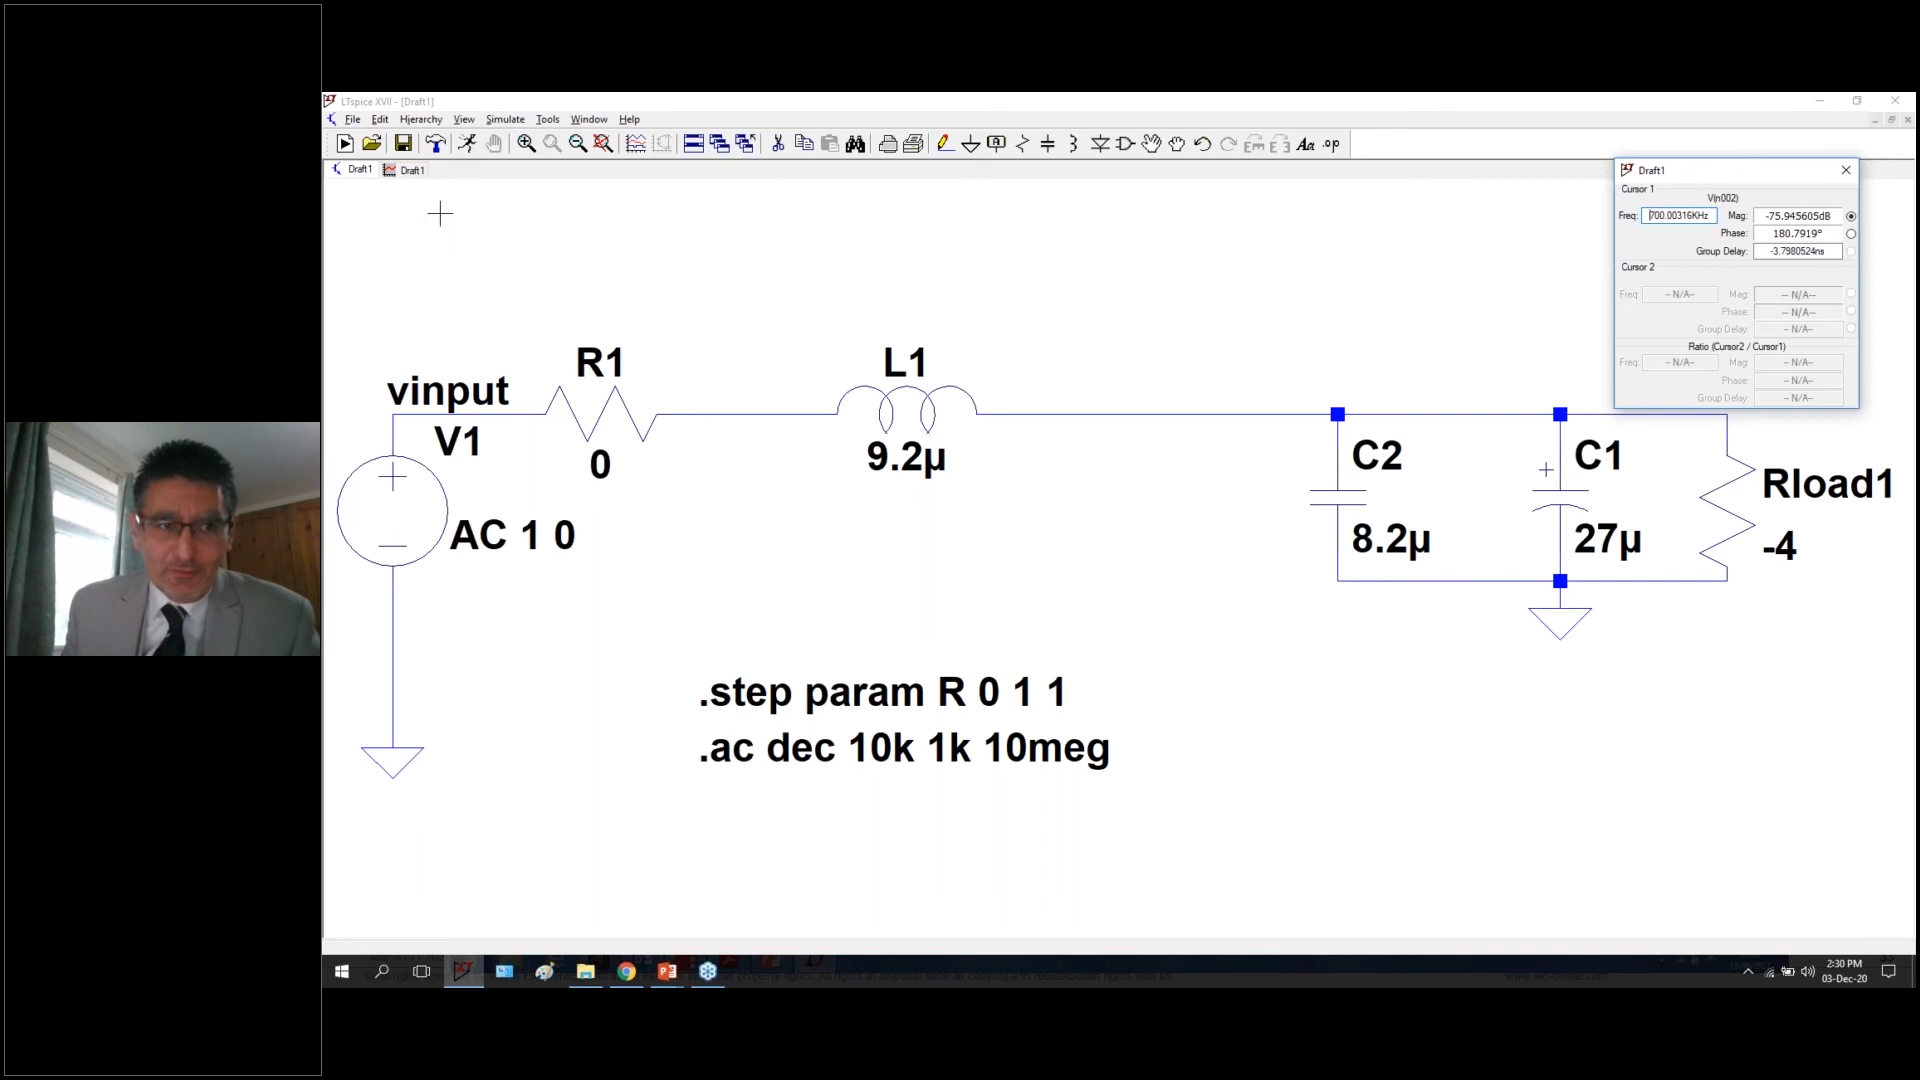 LTspice XVII - [Draft1]
File Edit Hierarchy View Simulate Tools Window Help
Draft1 Draft1
Draft1
Cursor 1
V(n002)
Freq: 700.00316KHz Mag: -75.945605dB
Phase: 180.7919°
Group Delay: -3.7980524ns
Cursor 2
Freq: -- N/A-- Mag: -- N/A--
Phase: -- N/A--
Group Delay: -- N/A--
Ratio (Cursor2 / Cursor1)
Freq: -- N/A-- Mag: -- N/A--
Phase: -- N/A--
Group Delay: -- N/A--
vinput
V1
AC 1 0
R1
0
L1
9.2µ
C2
8.2µ
C1
27µ
Rload1
-4
.step param R 0 1 1
.ac dec 10k 1k 10meg
2:30 PM
03-Dec-20